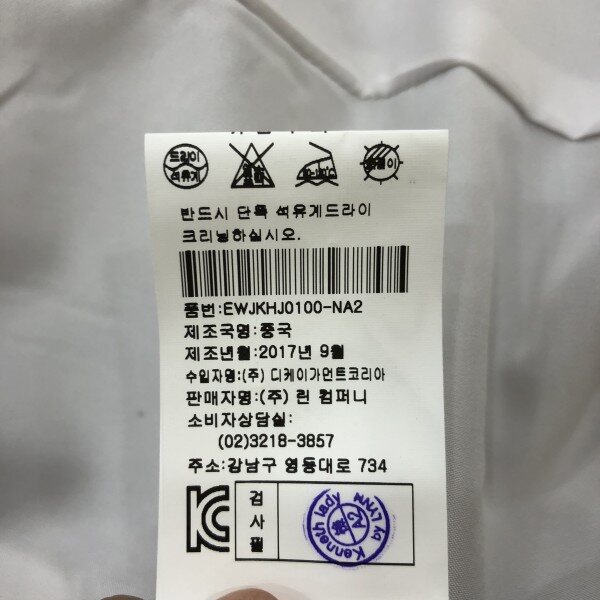 드라이
석유계
반드시 단독 석유계드라이
크리닝하십시오.
품번:EWJKHJ0100-NA2
제조국명:중국
제조년월:2017년 9월
수입자명:(주) 디케이가먼트코리아
판매자명:(주) 린 컴퍼니
소비자상담실:
(02)3218-3857
주소:강남구 영동대로 734
검
사
필
Kenneth lady
by LYNN
A2